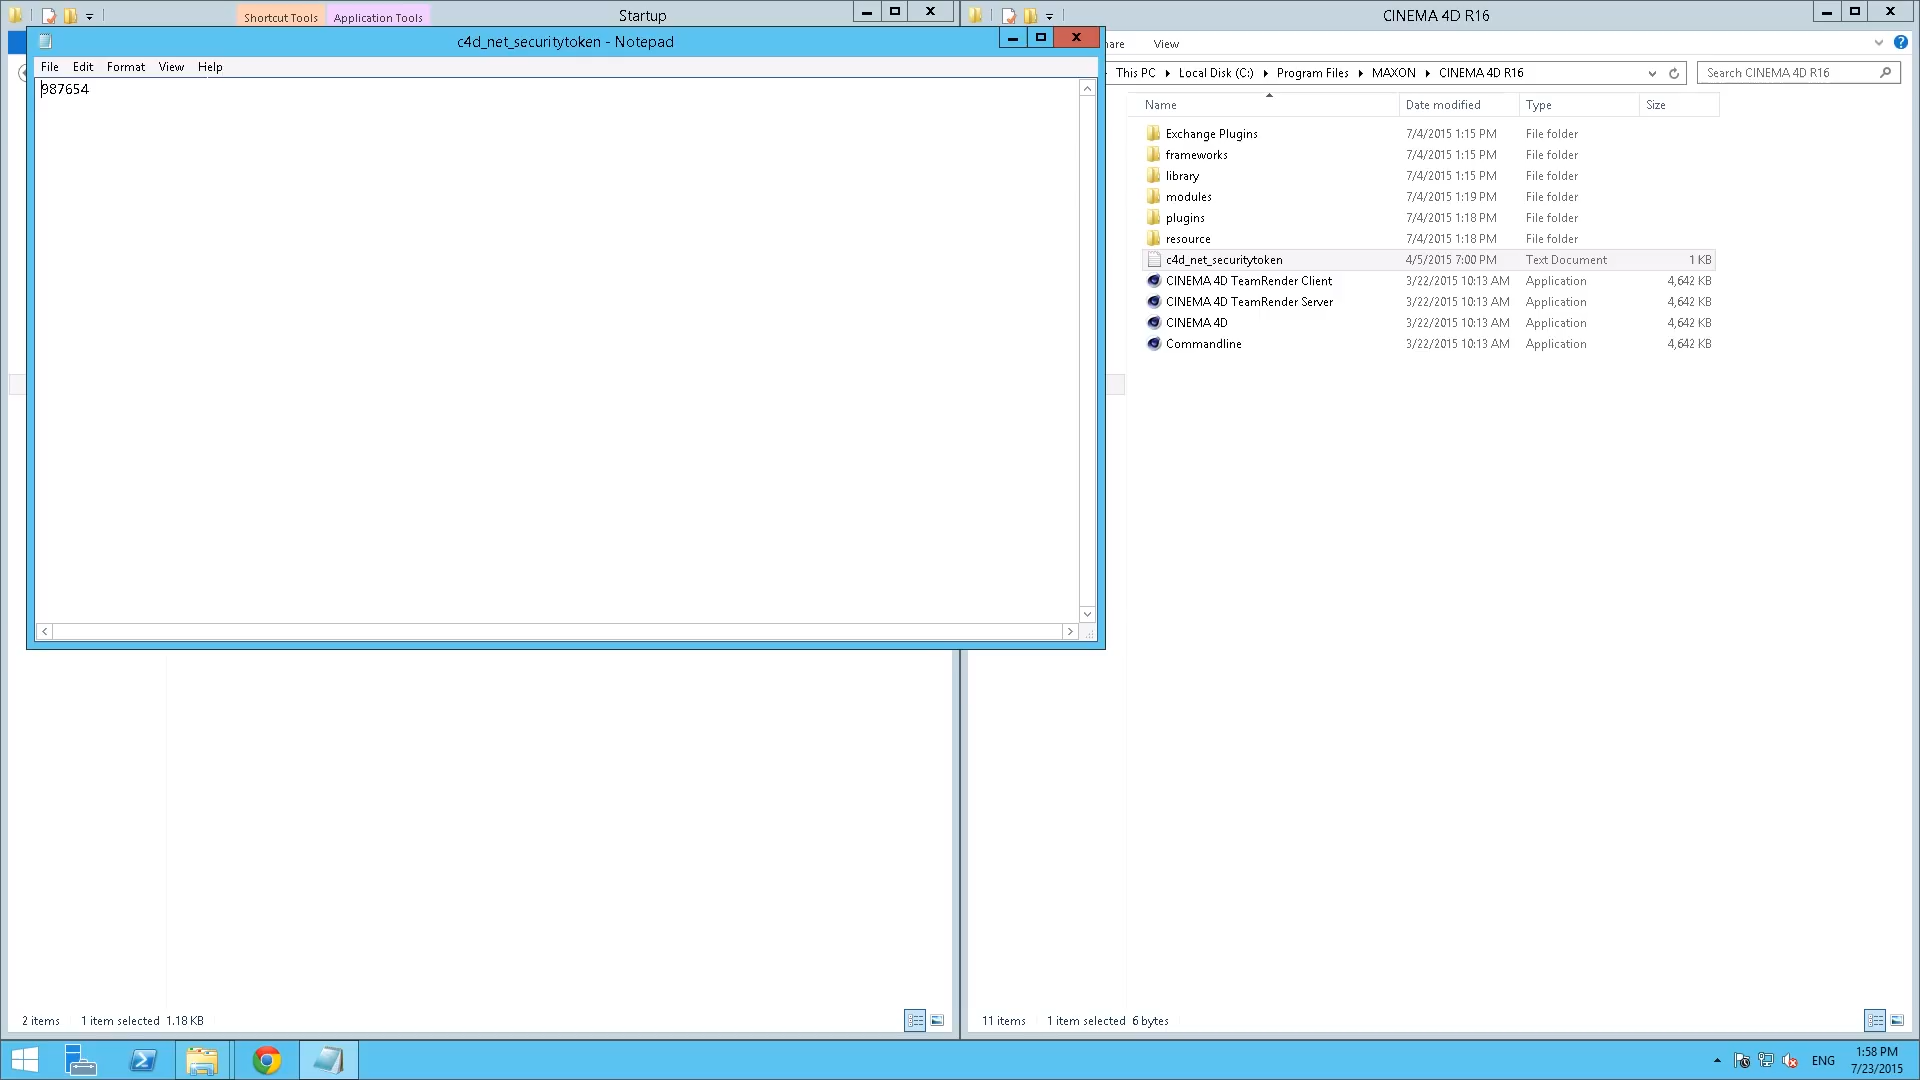 Shortcut Tools
Application Tools
Startup
CINEMA 4D R16
c4d_net_securitytoken - Notepad
File Edit Format View Help
987654
are View
This PC Local Disk (C:) Program Files MAXON CINEMA 4D R16
Search CINEMA 4D R16
Name Date modified Type Size
Exchange Plugins 7/4/2015 1:15 PM File folder
frameworks 7/4/2015 1:15 PM File folder
library 7/4/2015 1:15 PM File folder
modules 7/4/2015 1:19 PM File folder
plugins 7/4/2015 1:18 PM File folder
resource 7/4/2015 1:18 PM File folder
c4d_net_securitytoken 4/5/2015 7:00 PM Text Document 1 KB
CINEMA 4D TeamRender Client 3/22/2015 10:13 AM Application 4,642 KB
CINEMA 4D TeamRender Server 3/22/2015 10:13 AM Application 4,642 KB
CINEMA 4D 3/22/2015 10:13 AM Application 4,642 KB
Commandline 3/22/2015 10:13 AM Application 4,642 KB
2 items 1 item selected 1.18 KB
11 items 1 item selected 6 bytes
ENG
1:58 PM
7/23/2015